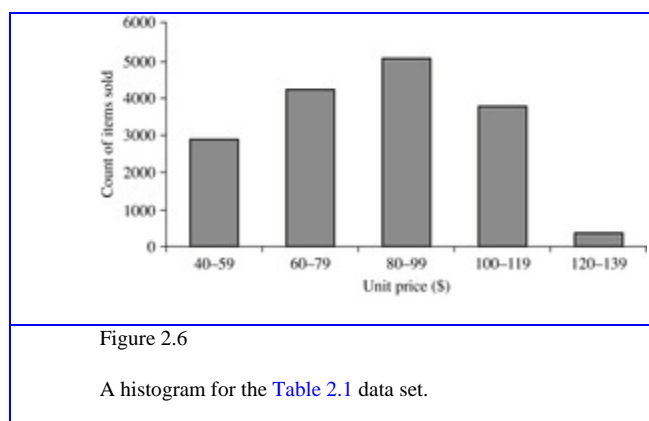 6000
5000
4000
3000
2000
1000
0
Count of items sold
40–59 60–79 80–99 100–119 120–139
Unit price ($)
Figure 2.6
A histogram for the Table 2.1 data set.